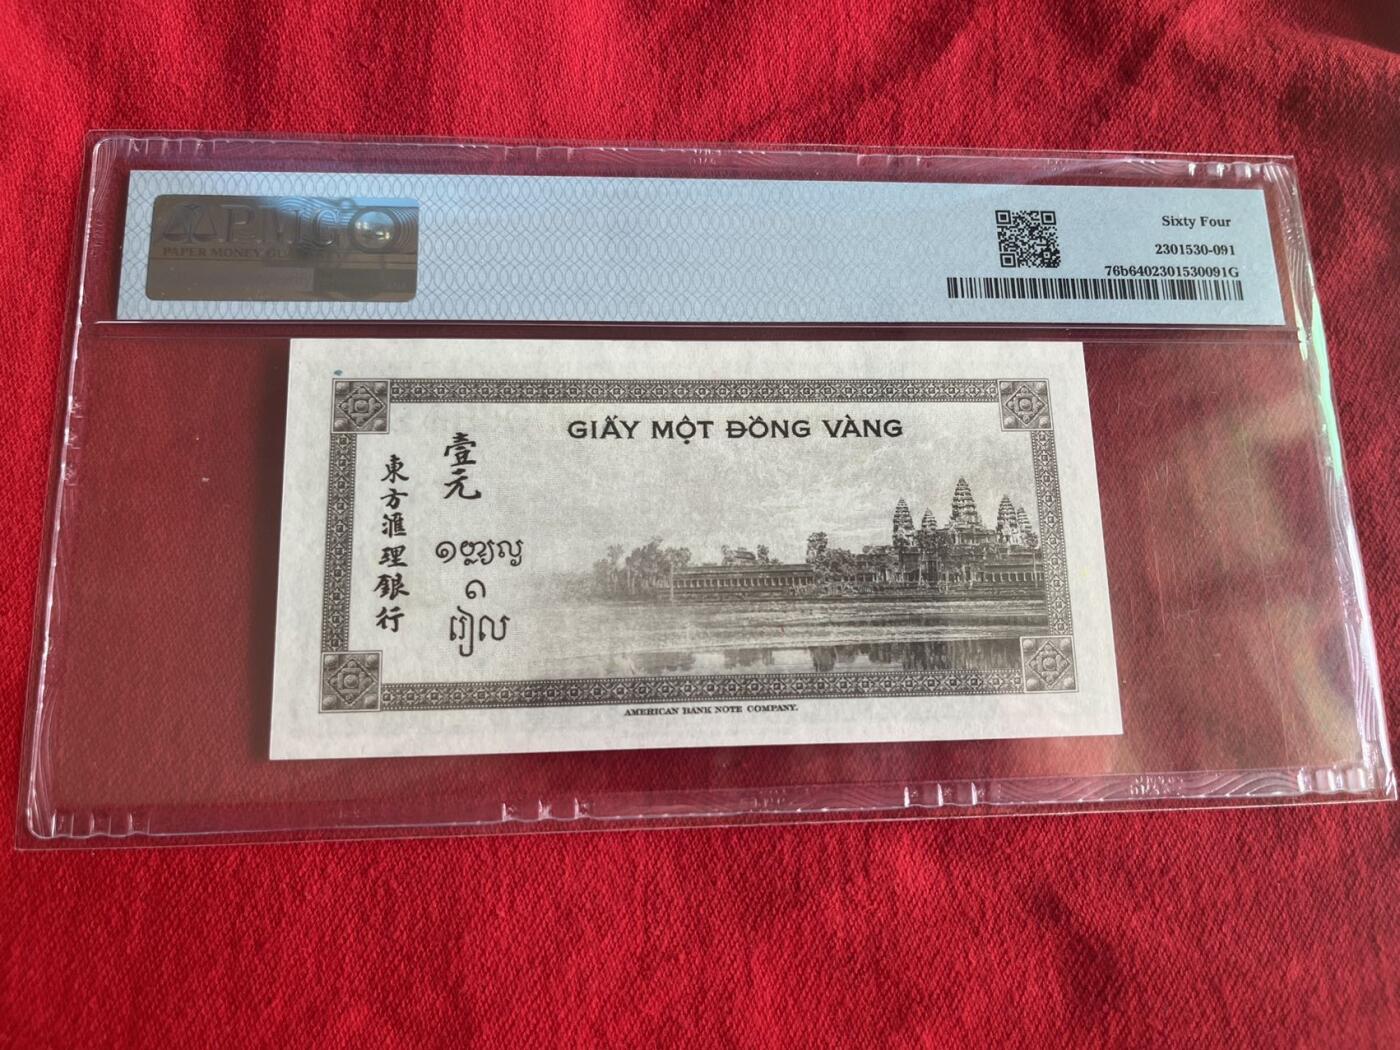 PMG
PAPER MONEY
Sixty Four
2301530-091
76b6402301530091G
GIẤY MỘT ĐỒNG VÀNG
壹元
東方滙理銀行
១
រៀល
AMERICAN BANK NOTE COMPANY.